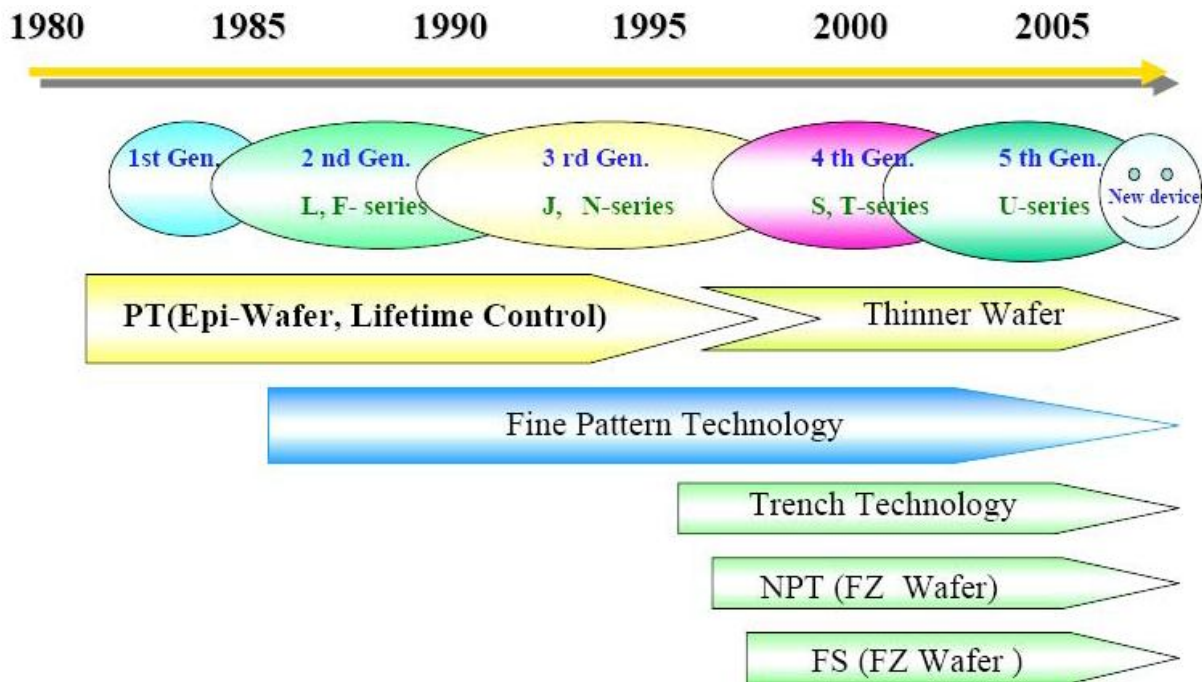 1980 1985 1990 1995 2000 2005
1st Gen. 2 nd Gen. 3 rd Gen. 4 th Gen. 5 th Gen.
New device
L, F- series J, N-series S, T-series U-series
PT(Epi-Wafer, Lifetime Control) Thinner Wafer
Fine Pattern Technology
Trench Technology
NPT (FZ Wafer)
FS (FZ Wafer )